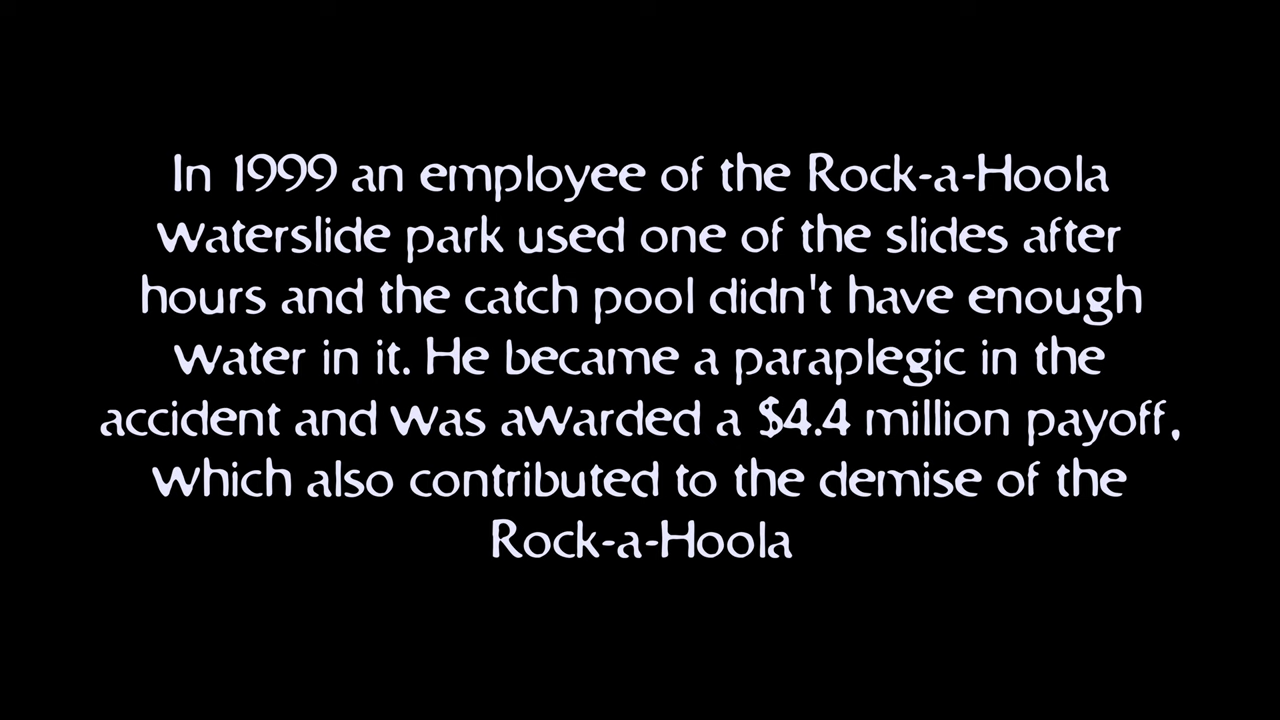 In 1999 an employee of the Rock-a-Hoola
waterslide park used one of the slides after
hours and the catch pool didn't have enough
water in it. He became a paraplegic in the
accident and was awarded a $4.4 million payoff,
which also contributed to the demise of the
Rock-a-Hoola